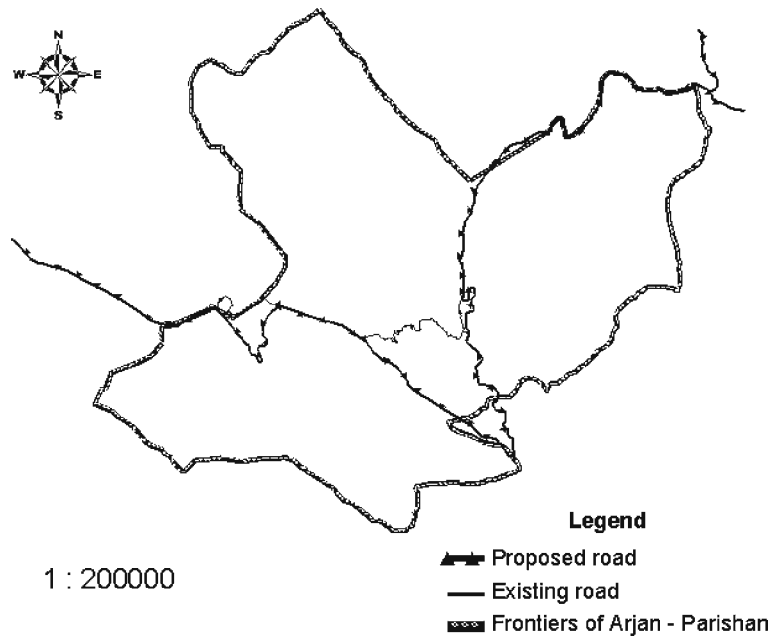 N
W E
S
Legend
Proposed road
Existing road
Frontiers of Arjan - Parishan
1 : 200000